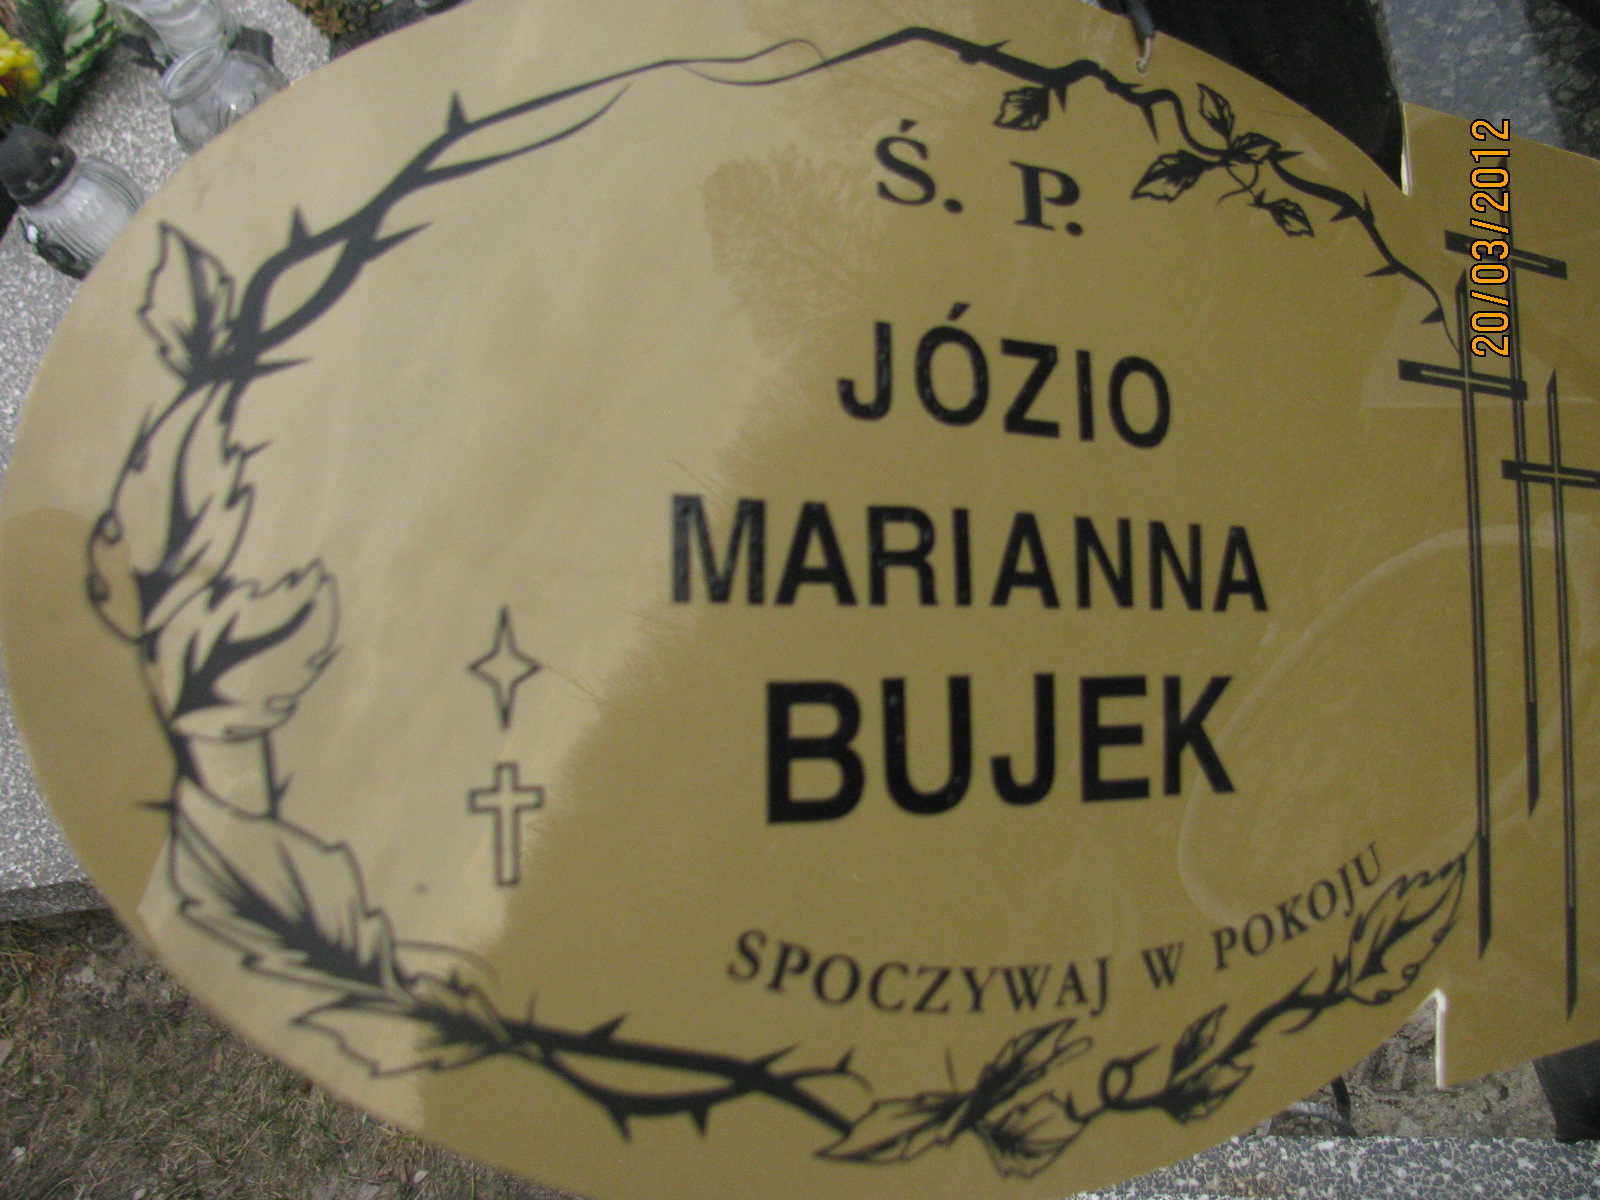 Ś. P.
JÓZIO
MARIANNA
BUJEK
SPOCZYWAJ W POKOJU
20/03/2012